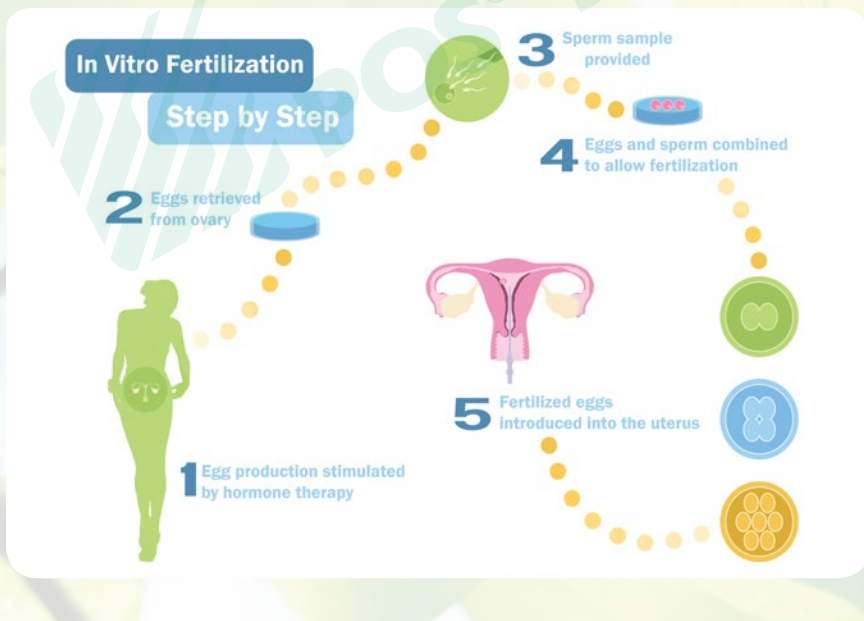 In Vitro Fertilization
Step by Step
1 Egg production stimulated
by hormone therapy
2 Eggs retrieved
from ovary
3 Sperm sample
provided
4 Eggs and sperm combined
to allow fertilization
5 Fertilized eggs
introduced into the uterus